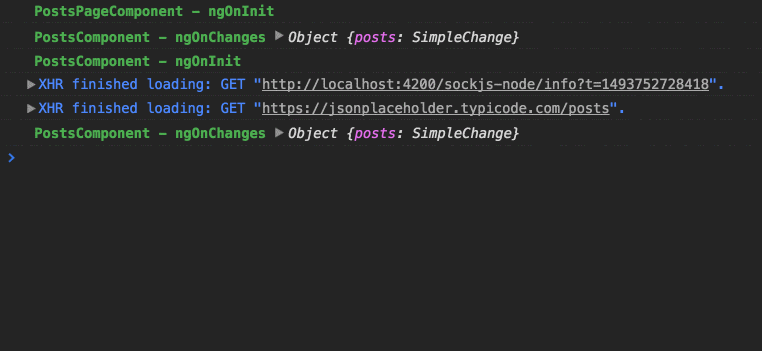 PostsPageComponent – ngOnInit
PostsComponent – ngOnChanges ▶Object {posts: SimpleChange}
PostsComponent – ngOnInit
▶XHR finished loading: GET "http://localhost:4200/sockjs-node/info?t=1493752728418".
▶XHR finished loading: GET "https://jsonplaceholder.typicode.com/posts".
PostsComponent – ngOnChanges ▶Object {posts: SimpleChange}
>